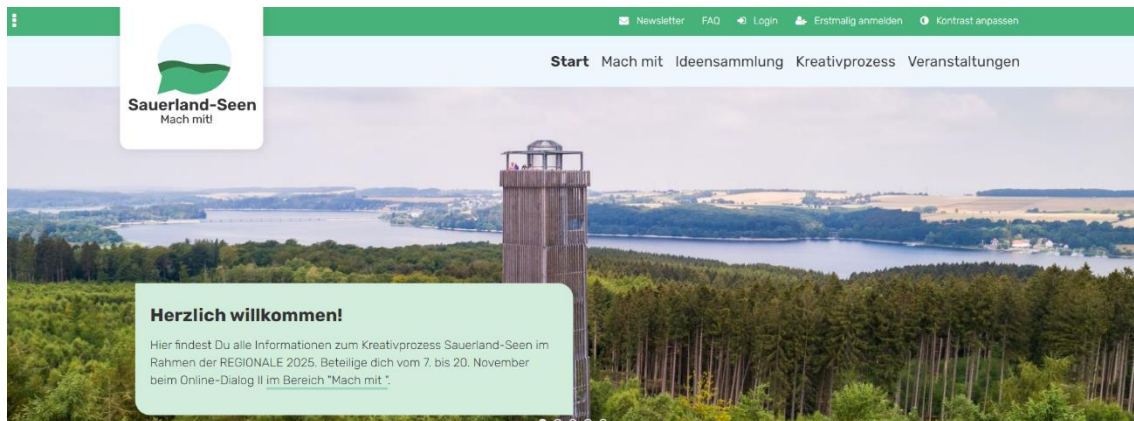 Newsletter FAQ Login Erstmalig anmelden Kontrast anpassen
Sauerland-Seen
Mach mit!
Start Mach mit Ideensammlung Kreativprozess Veranstaltungen
Herzlich willkommen!
Hier findest Du alle Informationen zum Kreativprozess Sauerland-Seen im
Rahmen der REGIONALE 2025. Beteilige dich vom 7. bis 20. November
beim Online-Dialog II im Bereich "Mach mit ".